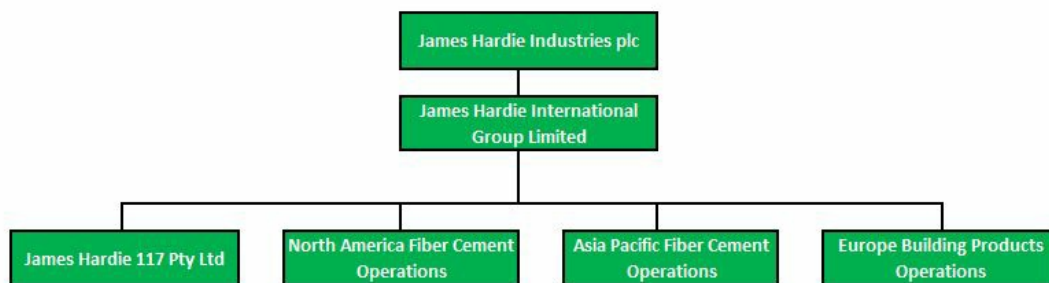 James Hardie Industries plc
James Hardie International
Group Limited
James Hardie 117 Pty Ltd
North America Fiber Cement
Operations
Asia Pacific Fiber Cement
Operations
Europe Building Products
Operations